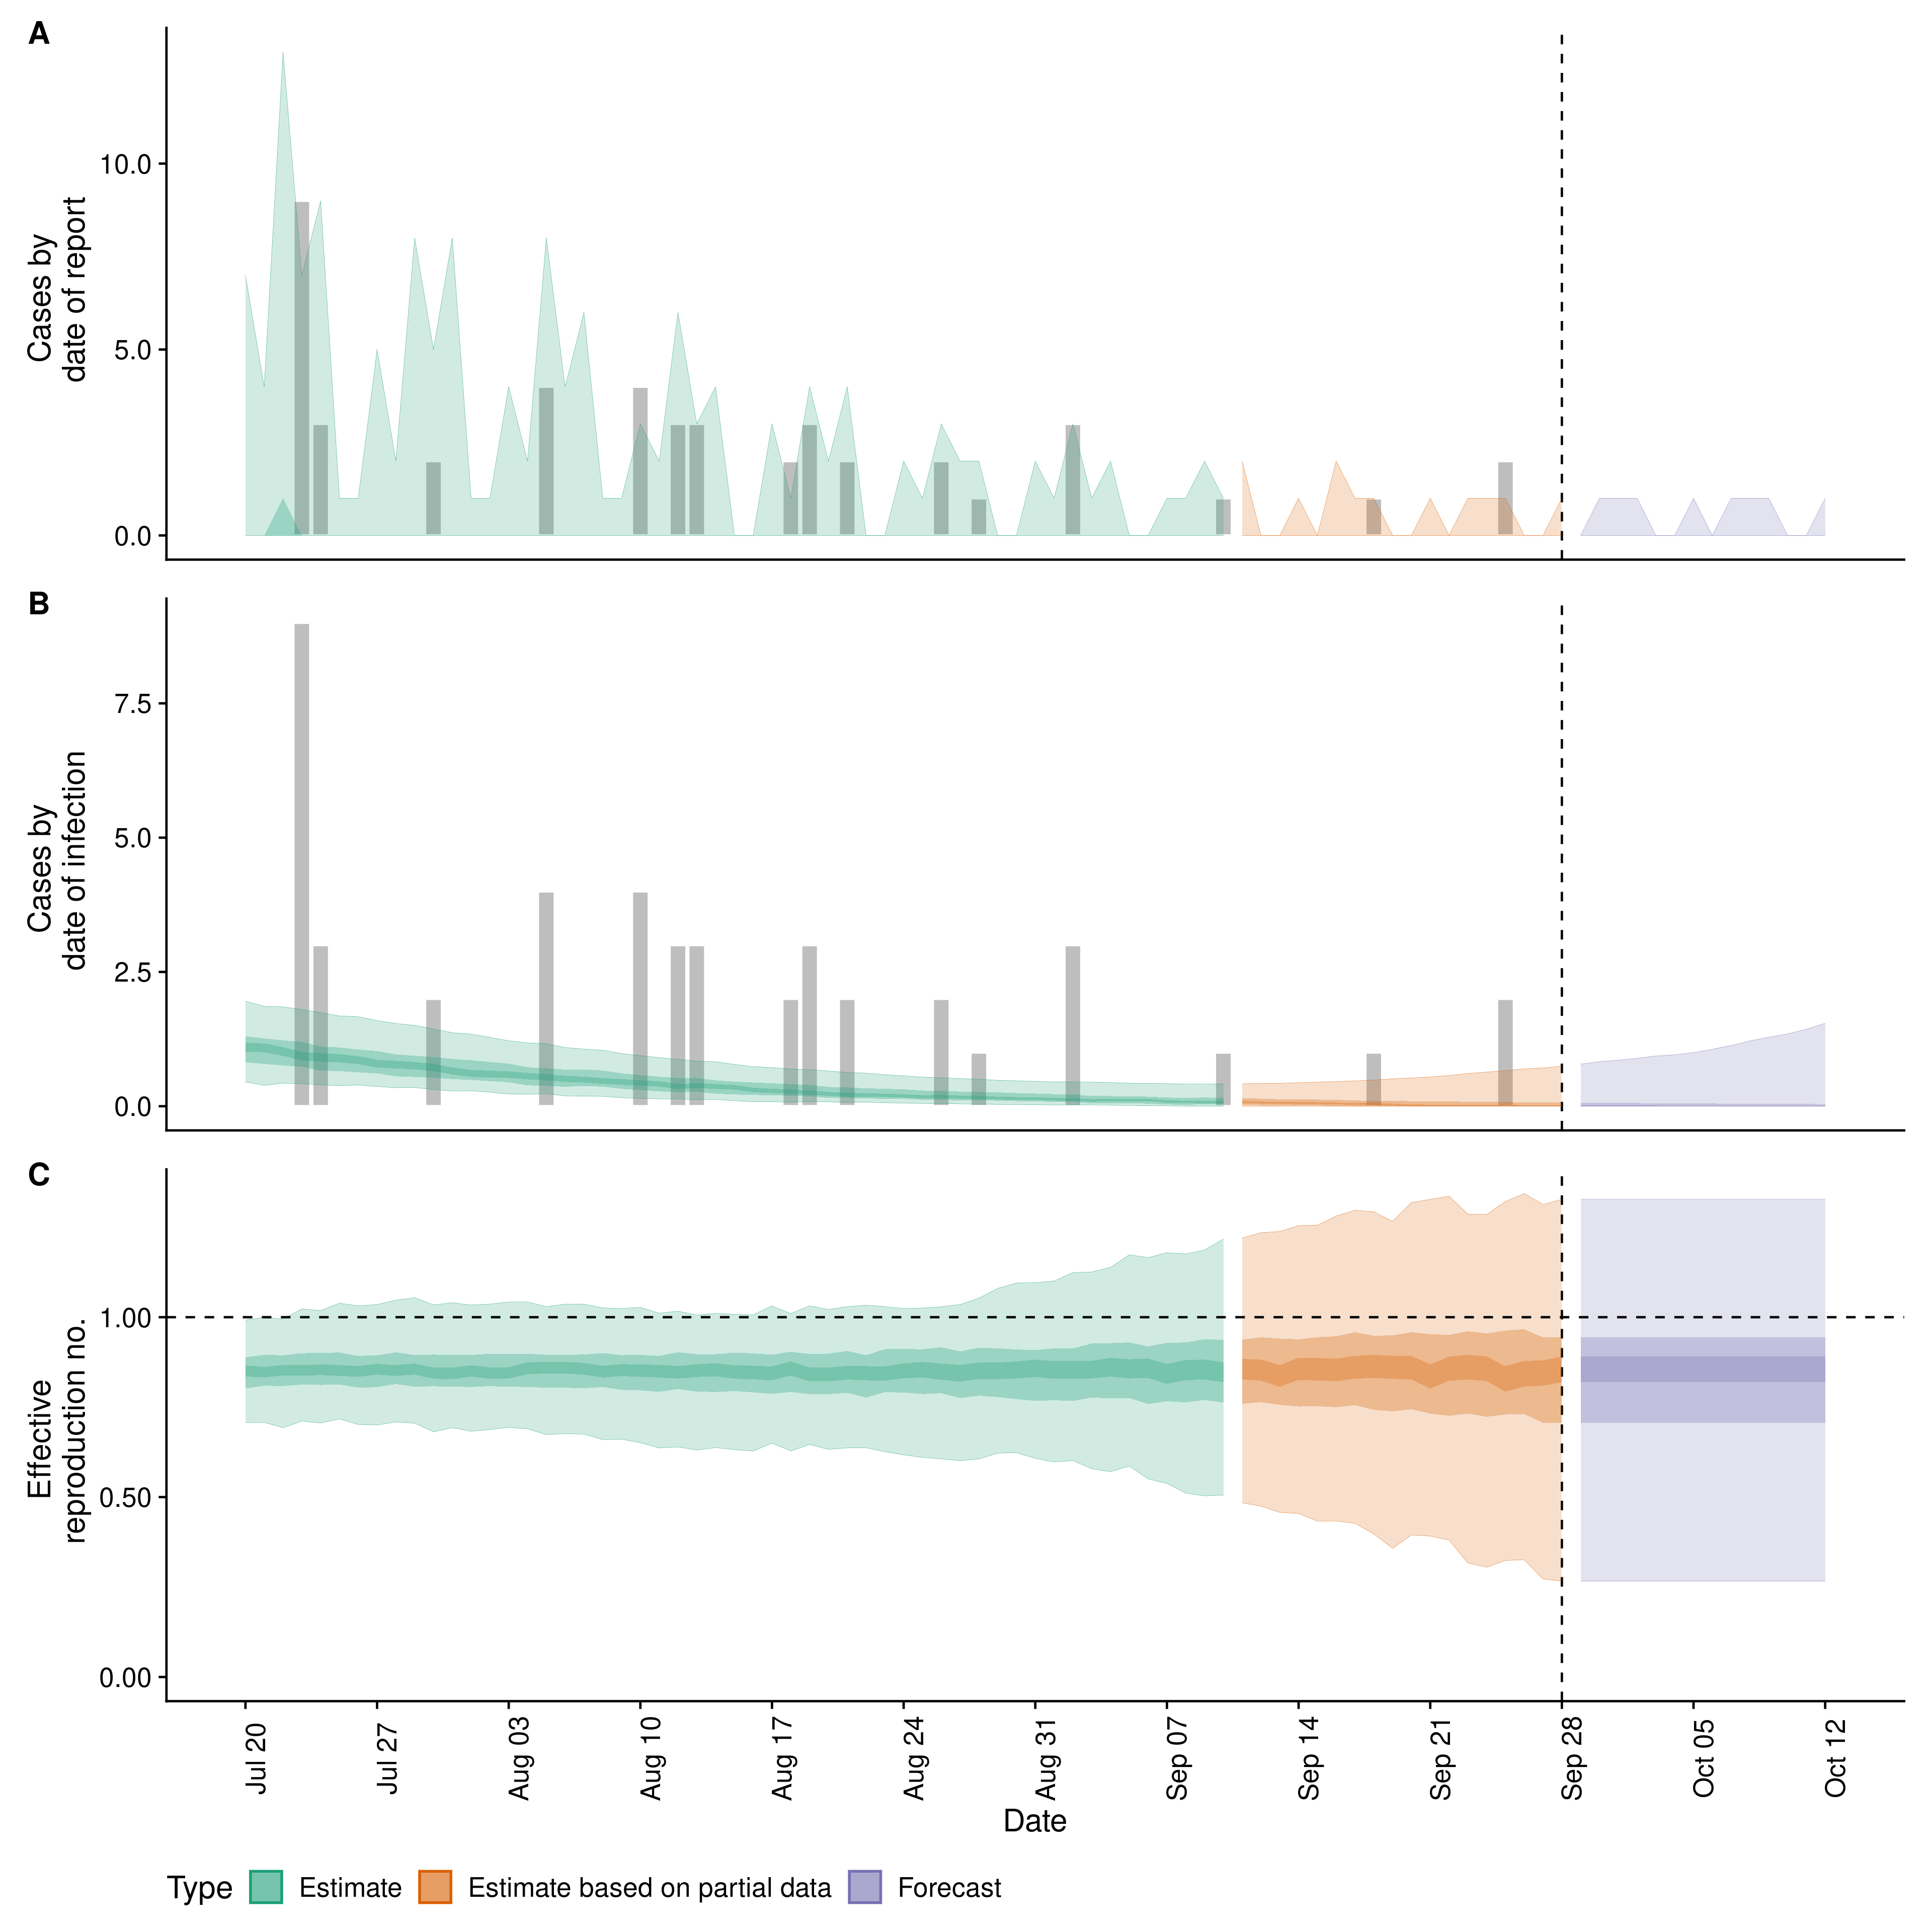 A
Cases by
date of report
10.0
5.0
0.0
B
Cases by
date of infection
7.5
5.0
2.5
0.0
C
Effective
reproduction no.
1.00
0.50
0.00
Jul 20
Jul 27
Aug 03
Aug 10
Aug 17
Aug 24
Aug 31
Sep 07
Sep 14
Sep 21
Sep 28
Oct 05
Oct 12
Date
Type Estimate Estimate based on partial data Forecast